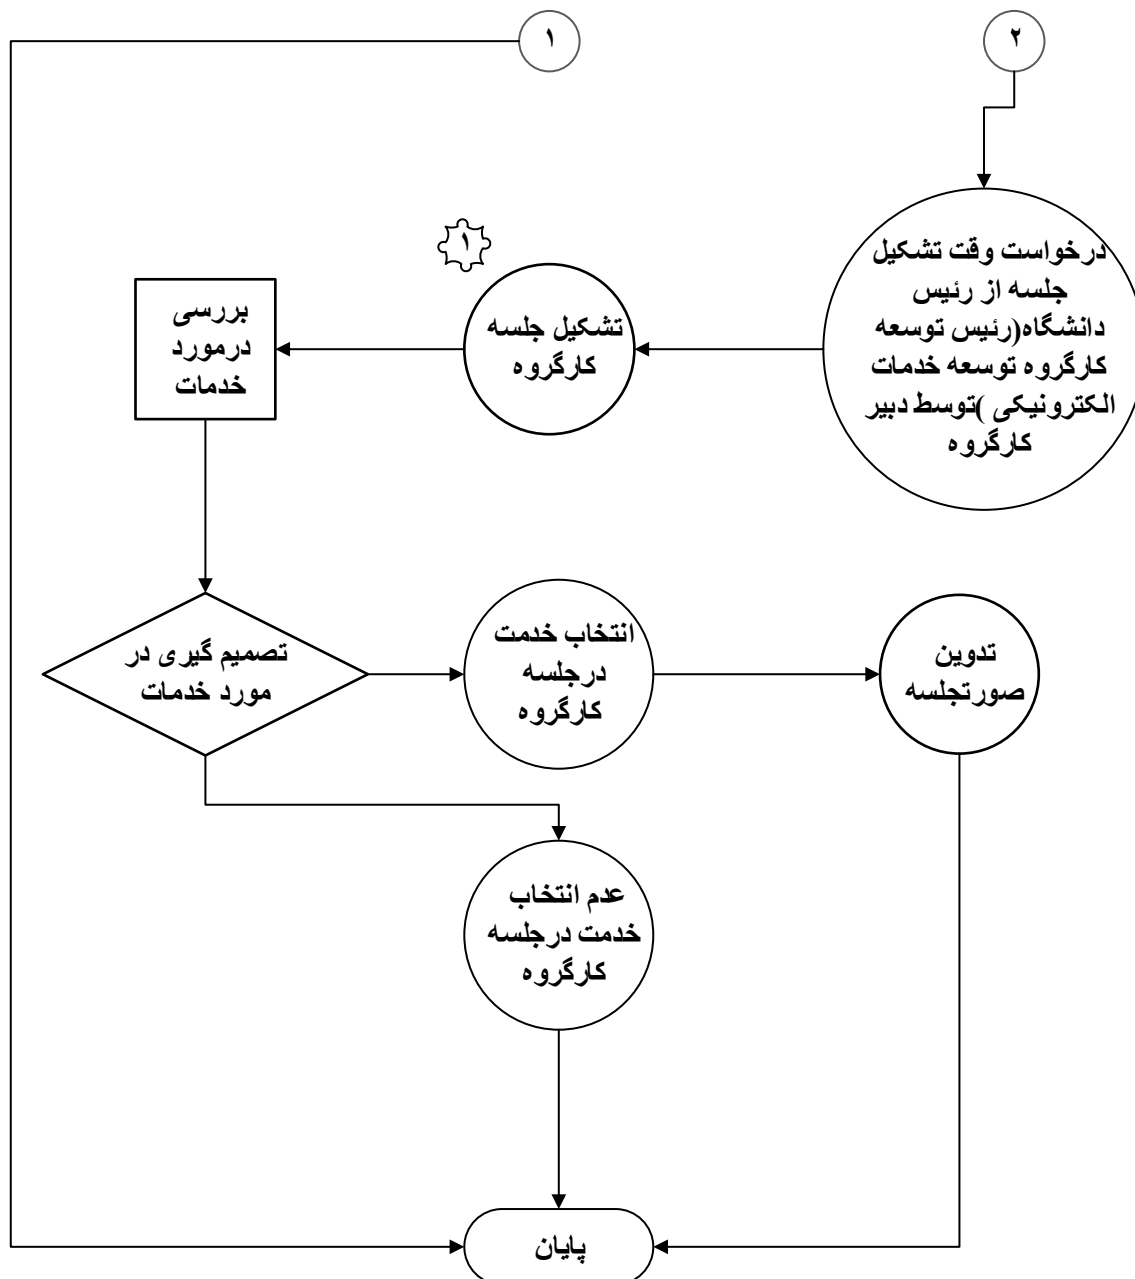 ۱
۲
درخواست وقت تشکیل
جلسه از رئیس
دانشگاه(رئیس توسعه
کارگروه توسعه خدمات
الکترونیکی )توسط دبیر
کارگروه
۱
تشکیل جلسه
کارگروه
بررسی
درمورد
خدمات
تصمیم گیری در
مورد خدمات
انتخاب خدمت
درجلسه
کارگروه
تدوین
صورتجلسه
عدم انتخاب
خدمت درجلسه
کارگروه
پایان